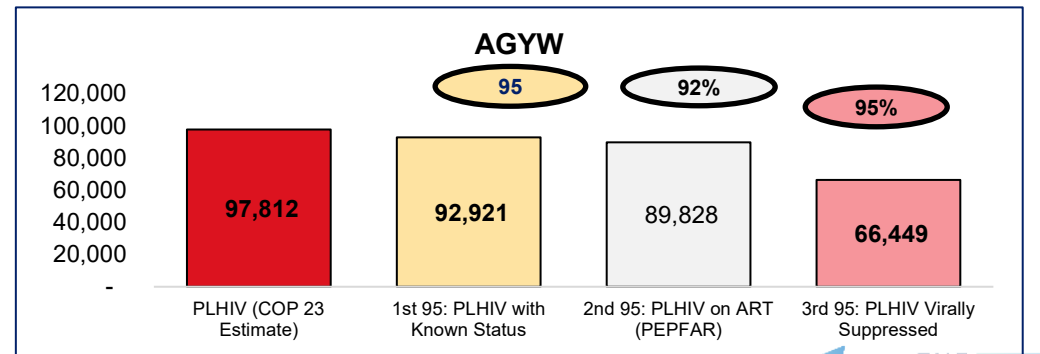 AGYW
95
92%
95%
120,000
100,000
80,000
60,000
40,000
20,000
-
97,812
92,921
89,828
66,449
PLHIV (COP 23
Estimate)
1st 95: PLHIV with
Known Status
2nd 95: PLHIV on ART
(PEPFAR)
3rd 95: PLHIV Virally
Suppressed